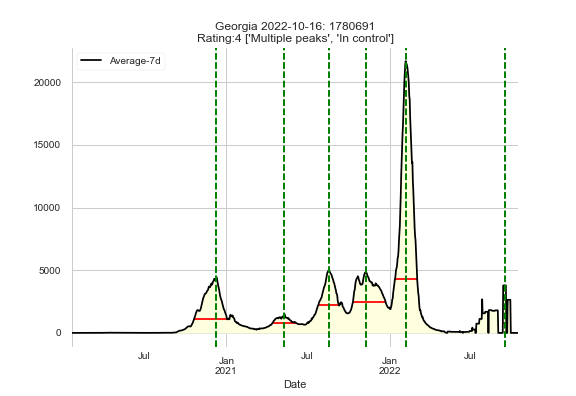 Georgia 2022-10-16: 1780691
Rating:4 ['Multiple peaks', 'In control']
Average-7d
20000
15000
10000
5000
0
Jul
Jan
2021
Jul
Jan
2022
Jul
Date